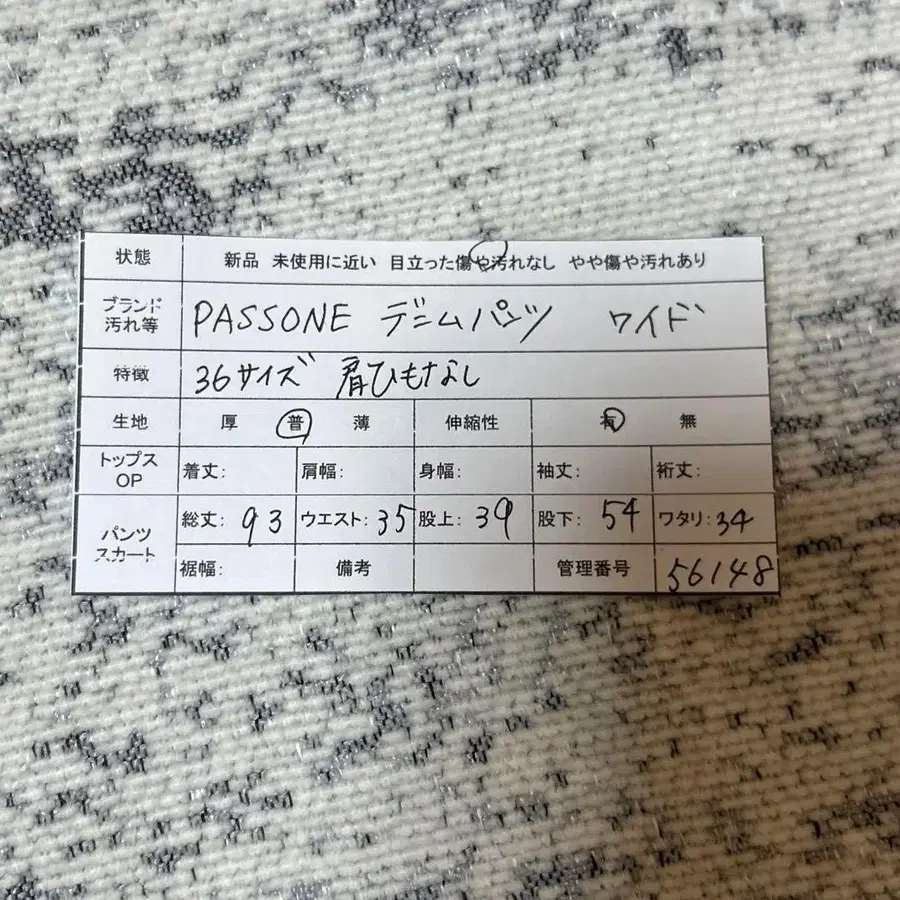 状態 新品 未使用に近い 目立った傷や汚れなし やや傷や汚れあり
ブランド
汚れ等 PASSONE デニムパンツ ワイド
特徴 36サイズ 肩ひもなし
生地 厚 普 薄 伸縮性 有 無
トップス
OP 着丈: 肩幅: 身幅: 袖丈: 裄丈:
パンツ
スカート
総丈: 93 ウエスト: 35 股上: 39 股下: 54 ワタリ: 34
裾幅: 備考 管理番号 56148